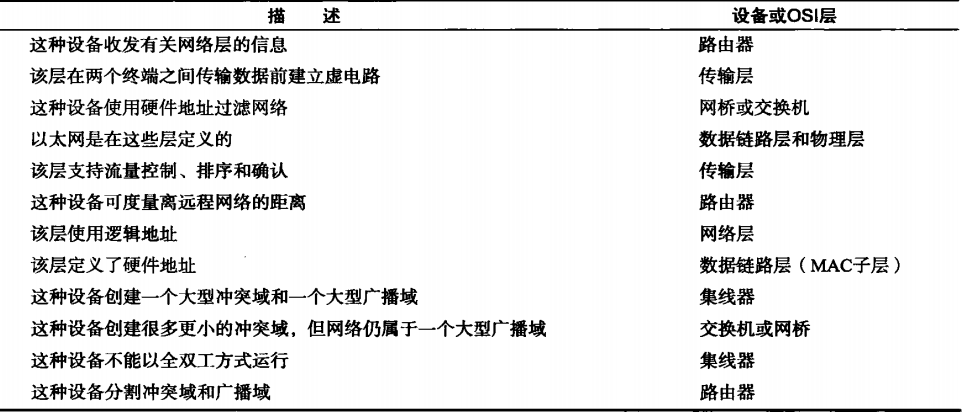 描 述 设备或OSI层
这种设备收发有关网络层的信息 路由器
该层在两个终端之间传输数据前建立虚电路 传输层
这种设备使用硬件地址过滤网络 网桥或交换机
以太网是在这些层定义的 数据链路层和物理层
该层支持流量控制、排序和确认 传输层
这种设备可度量离远程网络的距离 路由器
该层使用逻辑地址 网络层
该层定义了硬件地址 数据链路层（MAC子层）
这种设备创建一个大型冲突域和一个大型广播域 集线器
这种设备创建很多更小的冲突域，但网络仍属于一个大型广播域 交换机或网桥
这种设备不能以全双工方式运行 集线器
这种设备分割冲突域和广播域 路由器